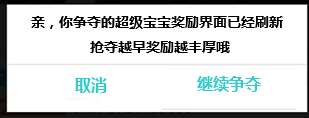 亲，你争夺的超级宝宝奖励界面已经刷新
抢夺越早奖励越丰厚哦
取消
继续争夺